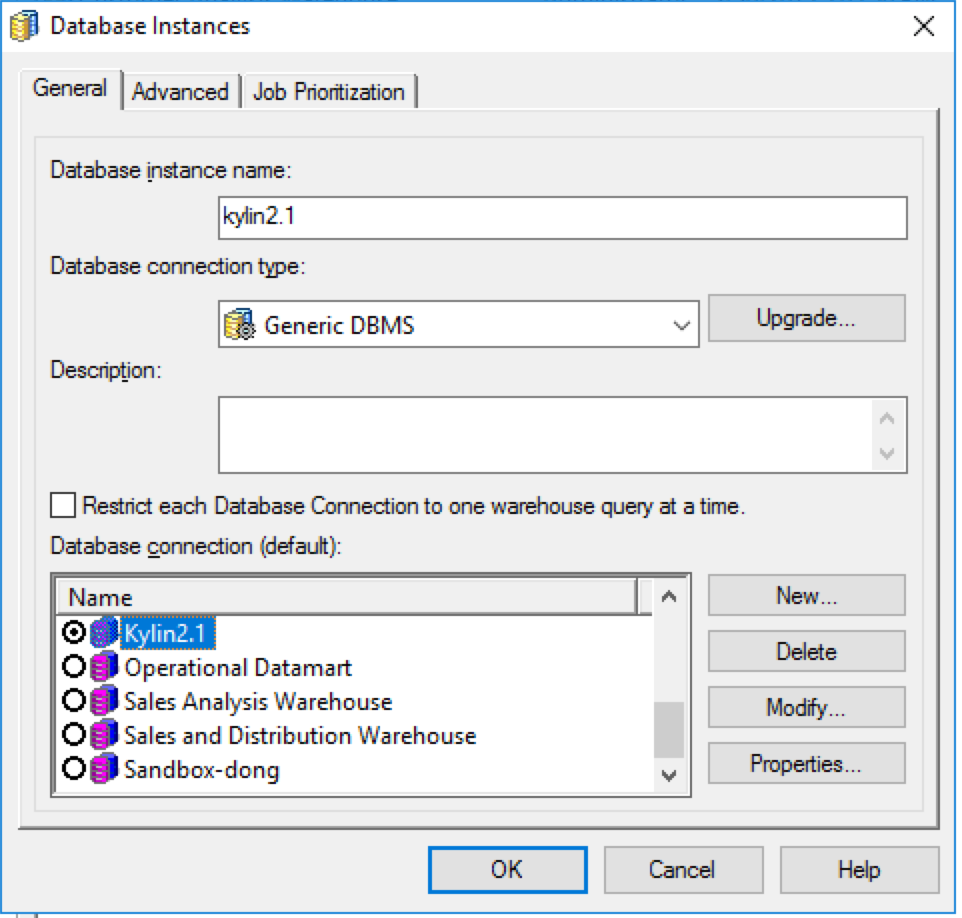 Database Instances
General Advanced Job Prioritization
Database instance name:
kylin2.1
Database connection type:
Generic DBMS Upgrade...
Description:
Restrict each Database Connection to one warehouse query at a time.
Database connection (default):
Name New...
Kylin2.1
Operational Datamart Delete
Sales Analysis Warehouse Modify...
Sales and Distribution Warehouse
Sandbox-dong Properties...
OK Cancel Help